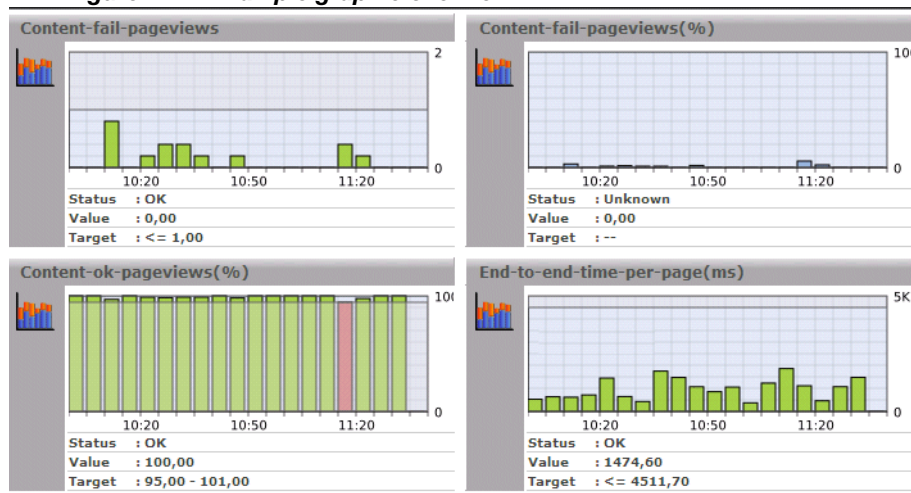 Content-fail-pageviews
2
0
10:20 10:50 11:20
Status : OK
Value : 0,00
Target : <= 1,00
Content-fail-pageviews(%)
0
10:20 10:50 11:20
Status : Unknown
Value : 0,00
Target : --
Content-ok-pageviews(%)
100
0
10:20 10:50 11:20
Status : OK
Value : 100,00
Target : 95,00 - 101,00
End-to-end-time-per-page(ms)
5K
0
10:20 10:50 11:20
Status : OK
Value : 1474,60
Target : <= 4511,70